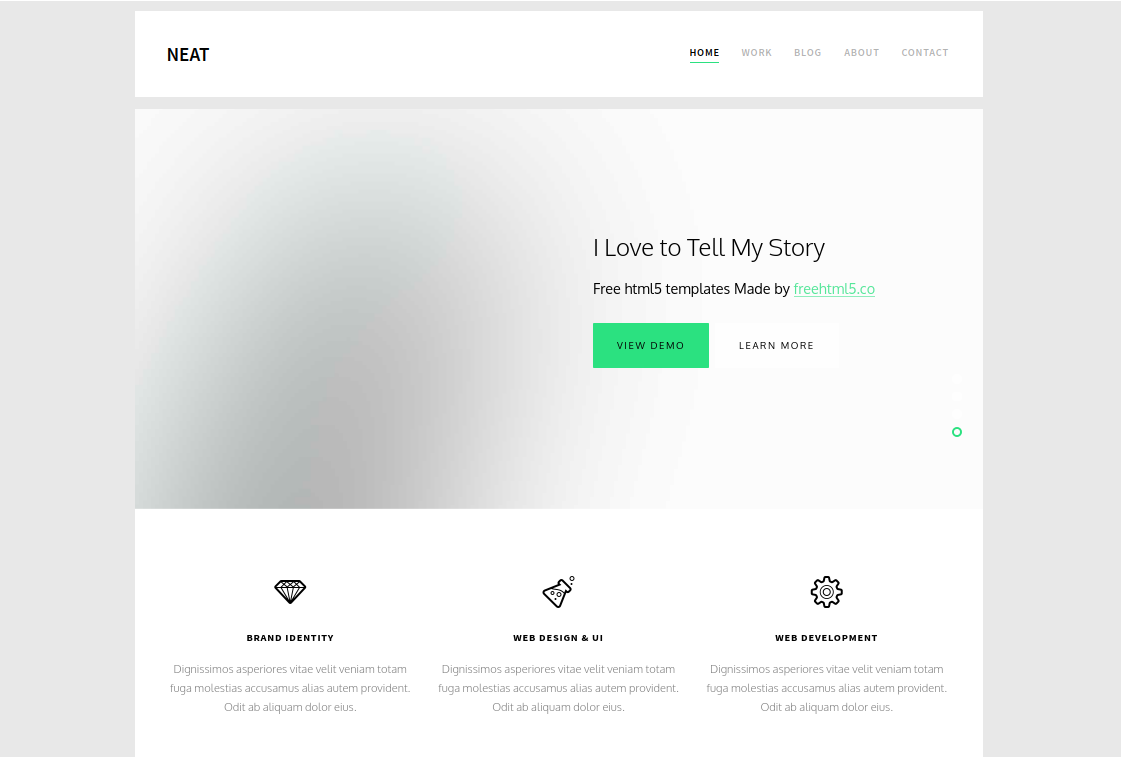 NEAT
HOME WORK BLOG ABOUT CONTACT
I Love to Tell My Story
Free html5 templates Made by freehtml5.co
VIEW DEMO LEARN MORE
BRAND IDENTITY
Dignissimos asperiores vitae velit veniam totam
fuga molestias accusamus alias autem provident.
Odit ab aliquam dolor eius.
WEB DESIGN & UI
Dignissimos asperiores vitae velit veniam totam
fuga molestias accusamus alias autem provident.
Odit ab aliquam dolor eius.
WEB DEVELOPMENT
Dignissimos asperiores vitae velit veniam totam
fuga molestias accusamus alias autem provident.
Odit ab aliquam dolor eius.